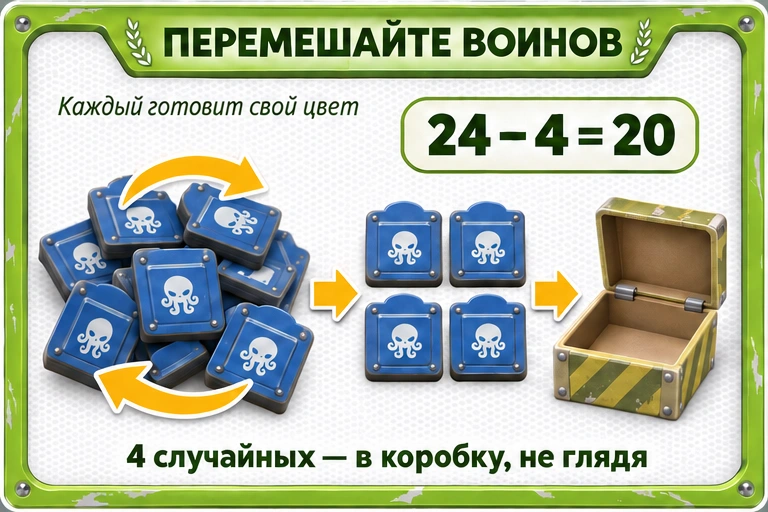 ПЕРЕМЕШАЙТЕ ВОИНОВ
Каждый готовит свой цвет
24 – 4 = 20
4 случайных — в коробку, не глядя